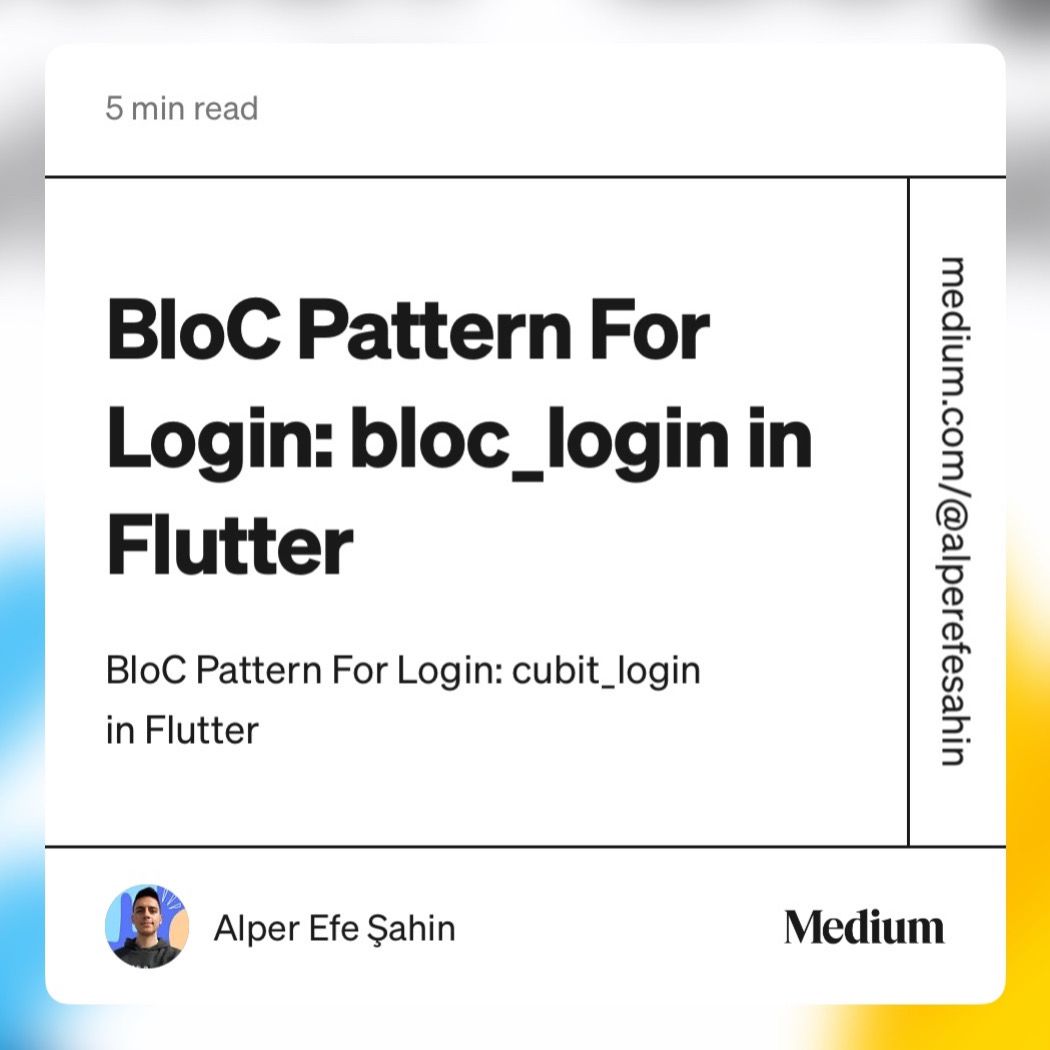 5 min read
BloC Pattern For
Login: bloc_login in
Flutter
BloC Pattern For Login: cubit_login
in Flutter
medium.com/@alperefesahin
Alper Efe Şahin
Medium